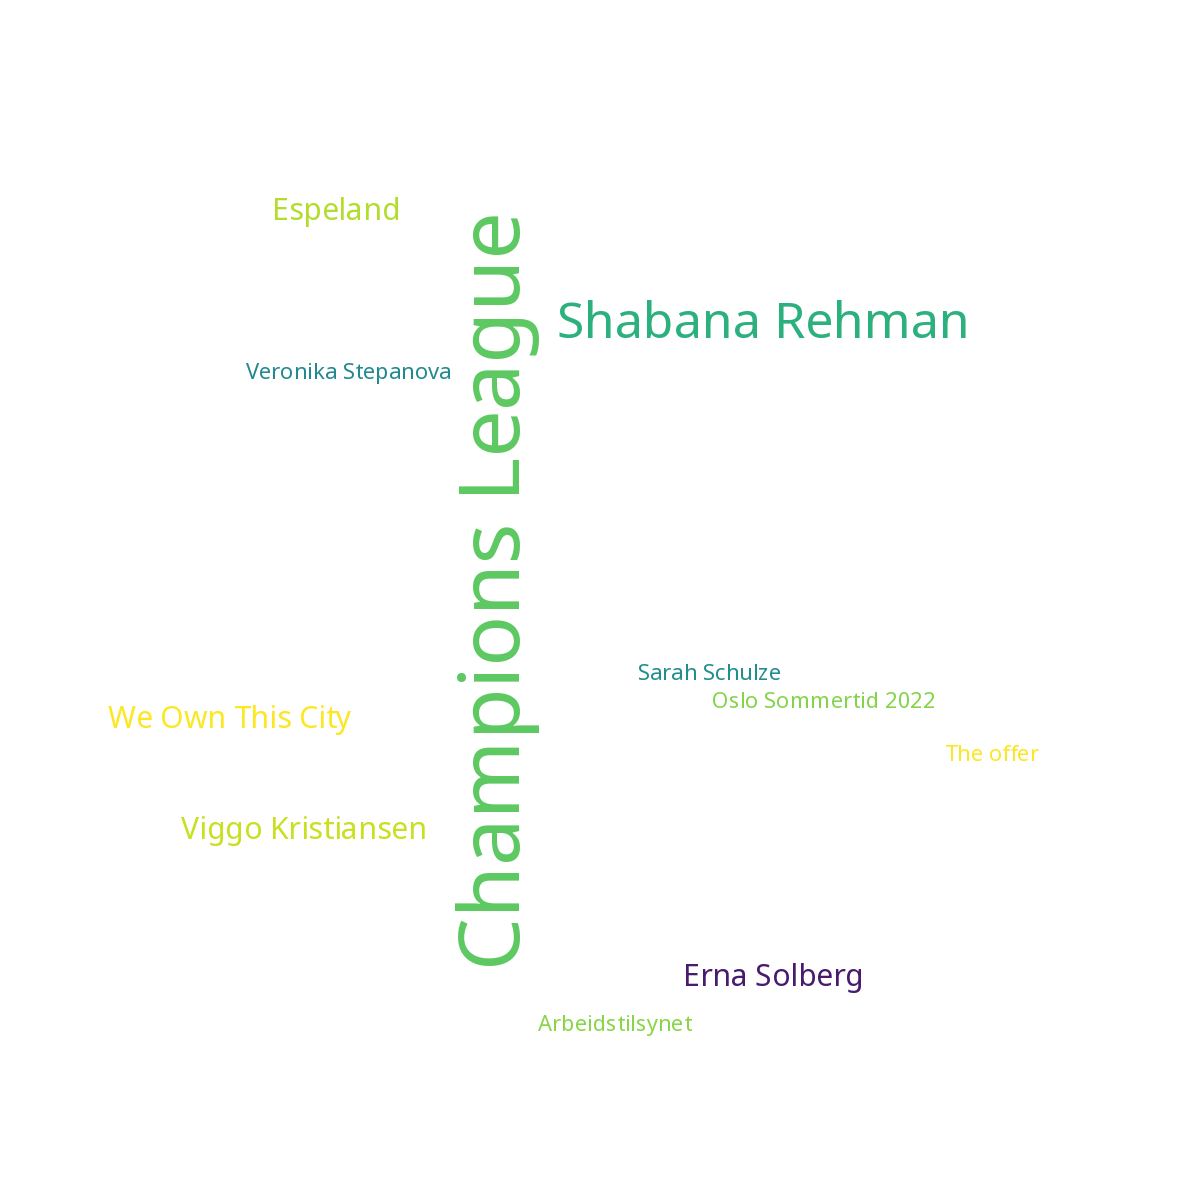 Espeland
Champions League
Shabana Rehman
Veronika Stepanova
Sarah Schulze
Oslo Sommertid 2022
We Own This City
The offer
Viggo Kristiansen
Erna Solberg
Arbeidstilsynet